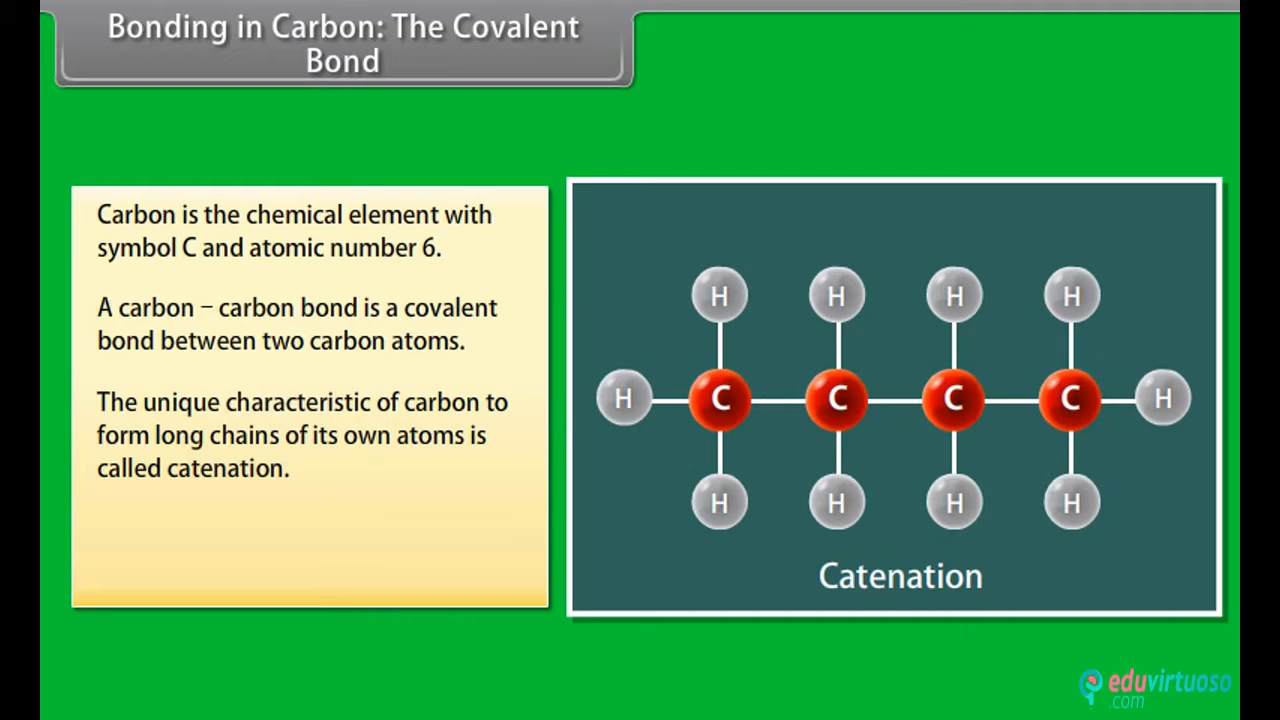 Bonding in Carbon: The Covalent
Bond
Carbon is the chemical element with
symbol C and atomic number 6.
A carbon – carbon bond is a covalent
bond between two carbon atoms.
The unique characteristic of carbon to
form long chains of its own atoms is
called catenation.
H H H H
H C C C C H
H H H H
Catenation
eduvirtuoso
.com